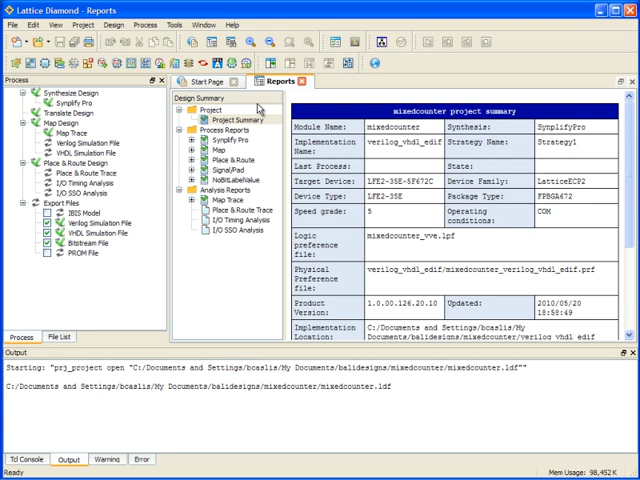 Lattice Diamond - Reports
File Edit View Project Design Process Tools Window Help
Process
Synthesize Design
Synplify Pro
Translate Design
Map Design
Map Trace
Verilog Simulation File
VHDL Simulation File
Place & Route Design
Place & Route Trace
I/O Timing Analysis
I/O SSO Analysis
Export Files
IBIS Model
Verilog Simulation File
VHDL Simulation File
Bitstream File
PROM File
Process File List
Start Page Reports
Design Summary
Project
Project Summary
Process Reports
Synplify Pro
Map
Place & Route
Signal/Pad
NoBitLabelValue
Analysis Reports
Map Trace
Place & Route Trace
I/O Timing Analysis
I/O SSO Analysis
mixedcounter project summary
Module Name: mixedcounter Synthesis: SynplifyPro
Implementation Name: verilog_vhdl_edif Strategy Name: Strategy1
Last Process: State:
Target Device: LFE2-35E-5F672C Device Family: LatticeECP2
Device Type: LFE2-35E Package Type: FPBGA672
Speed grade: 5 Operating conditions: COM
Logic preference file: mixedcounter_vve.lpf
Physical Preference file: verilog_vhdl_edif/mixedcounter_verilog_vhdl_edif.prf
Product Version: 1.0.00.126.20.10 Updated: 2010/05/20 18:58:49
Implementation Location: C:/Documents and Settings/bcaslis/My Documents/balidesigns/mixedcounter/verilog_vhdl_edif
Output
Starting: "prj_project open "C:/Documents and Settings/bcaslis/My Documents/balidesigns/mixedcounter/mixedcounter.ldf""
C:/Documents and Settings/bcaslis/My Documents/balidesigns/mixedcounter/mixedcounter.ldf
Tcl Console Output Warning Error
Ready Mem Usage: 98,452 K